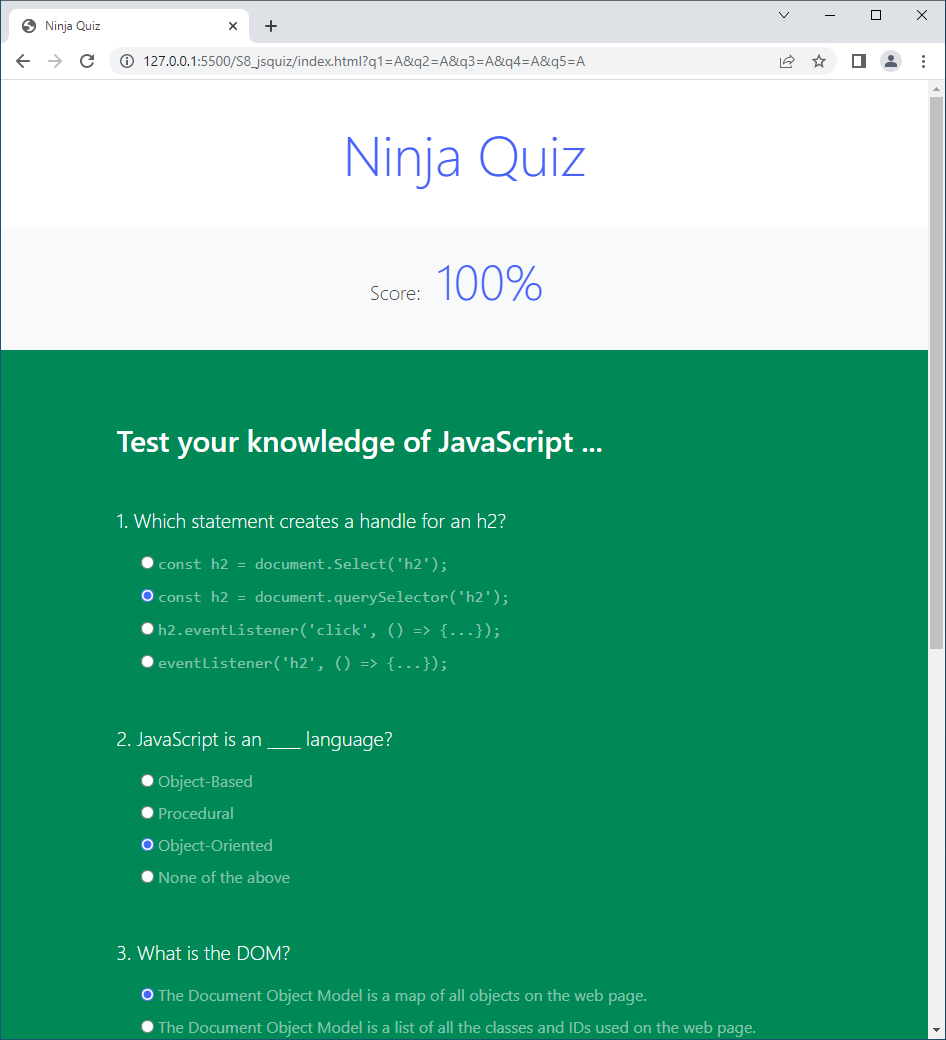 Ninja Quiz
127.0.0.1:5500/S8_jsquiz/index.html?q1=A&q2=A&q3=A&q4=A&q5=A
Ninja Quiz
Score: 100%
Test your knowledge of JavaScript ...
1. Which statement creates a handle for an h2?
const h2 = document.Select('h2');
const h2 = document.querySelector('h2');
h2.eventListener('click', () => {...});
eventListener('h2', () => {...});
2. JavaScript is an ____ language?
Object-Based
Procedural
Object-Oriented
None of the above
3. What is the DOM?
The Document Object Model is a map of all objects on the web page.
The Document Object Model is a list of all the classes and IDs used on the web page.